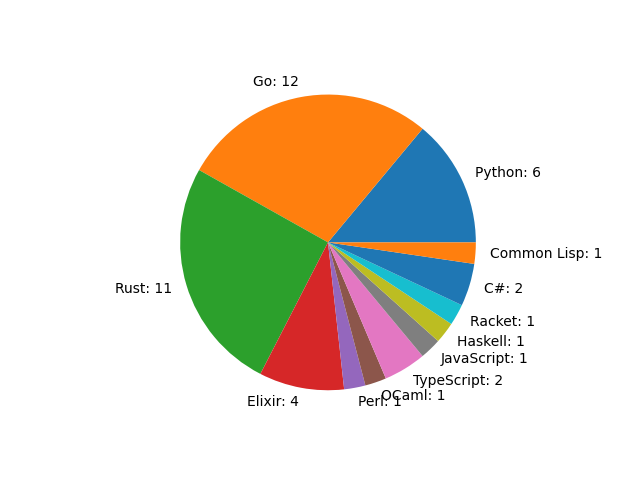 Go: 12
Python: 6
Common Lisp: 1
Rust: 11
C#: 2
Racket: 1
Haskell: 1
JavaScript: 1
TypeScript: 2
OCaml: 1
Elixir: 4
Perl: 1